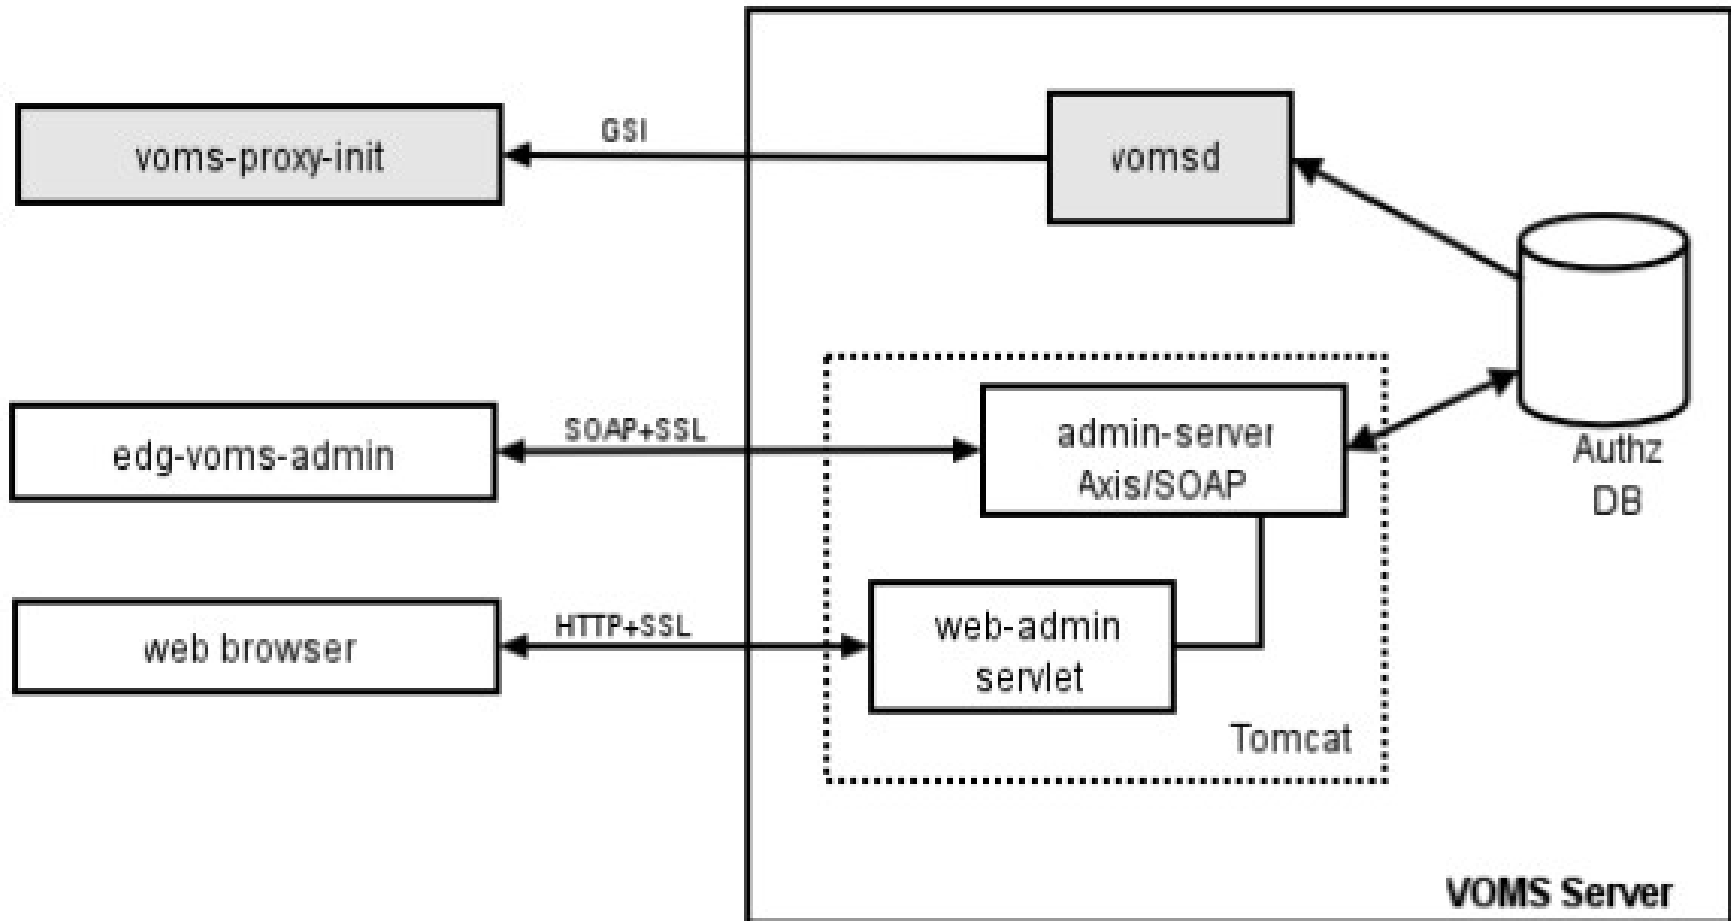 GSI
voms-proxy-init
vomsd
SOAP+SSL
edg-voms-admin
admin-server
Axis/SOAP
Authz
DB
HTTP+SSL
web browser
web-admin
servlet
Tomcat
VOMS Server